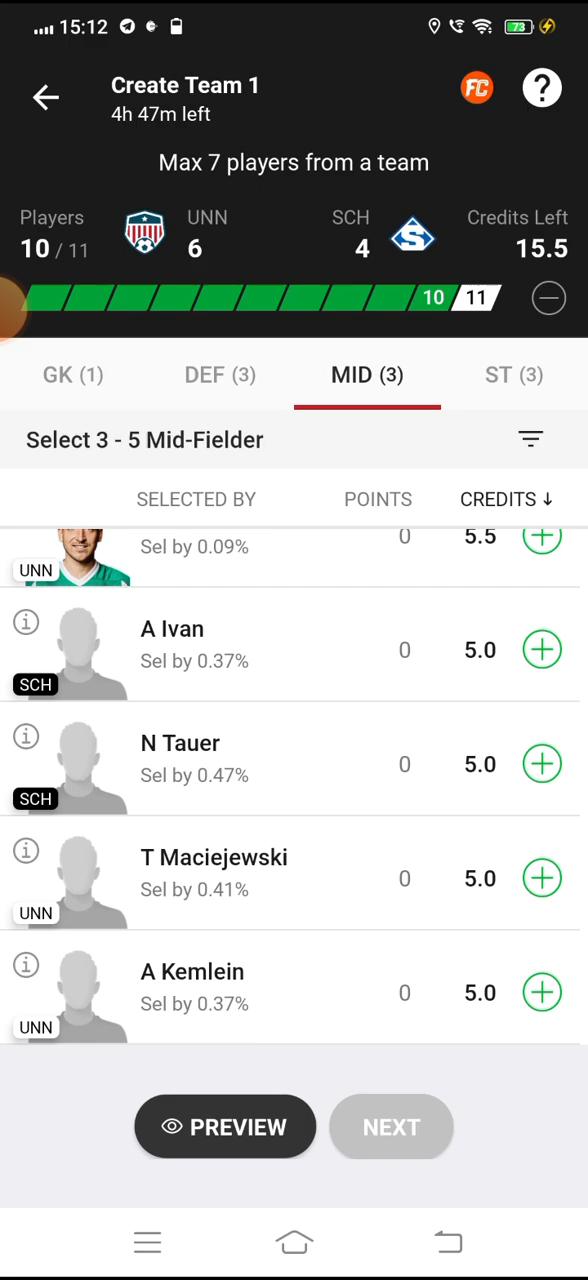 15:12
73
Create Team 1
4h 47m left
FC
?
Max 7 players from a team
Players
10 / 11
UNN
6
SCH
4
S
Credits Left
15.5
10
11
GK (1)
DEF (3)
MID (3)
ST (3)
Select 3 - 5 Mid-Fielder
SELECTED BY
POINTS
CREDITS ↓
UNN
Sel by 0.09%
0
5.5
i
A Ivan
Sel by 0.37%
SCH
0
5.0
i
N Tauer
Sel by 0.47%
SCH
0
5.0
i
T Maciejewski
Sel by 0.41%
UNN
0
5.0
i
A Kemlein
Sel by 0.37%
UNN
0
5.0
PREVIEW
NEXT